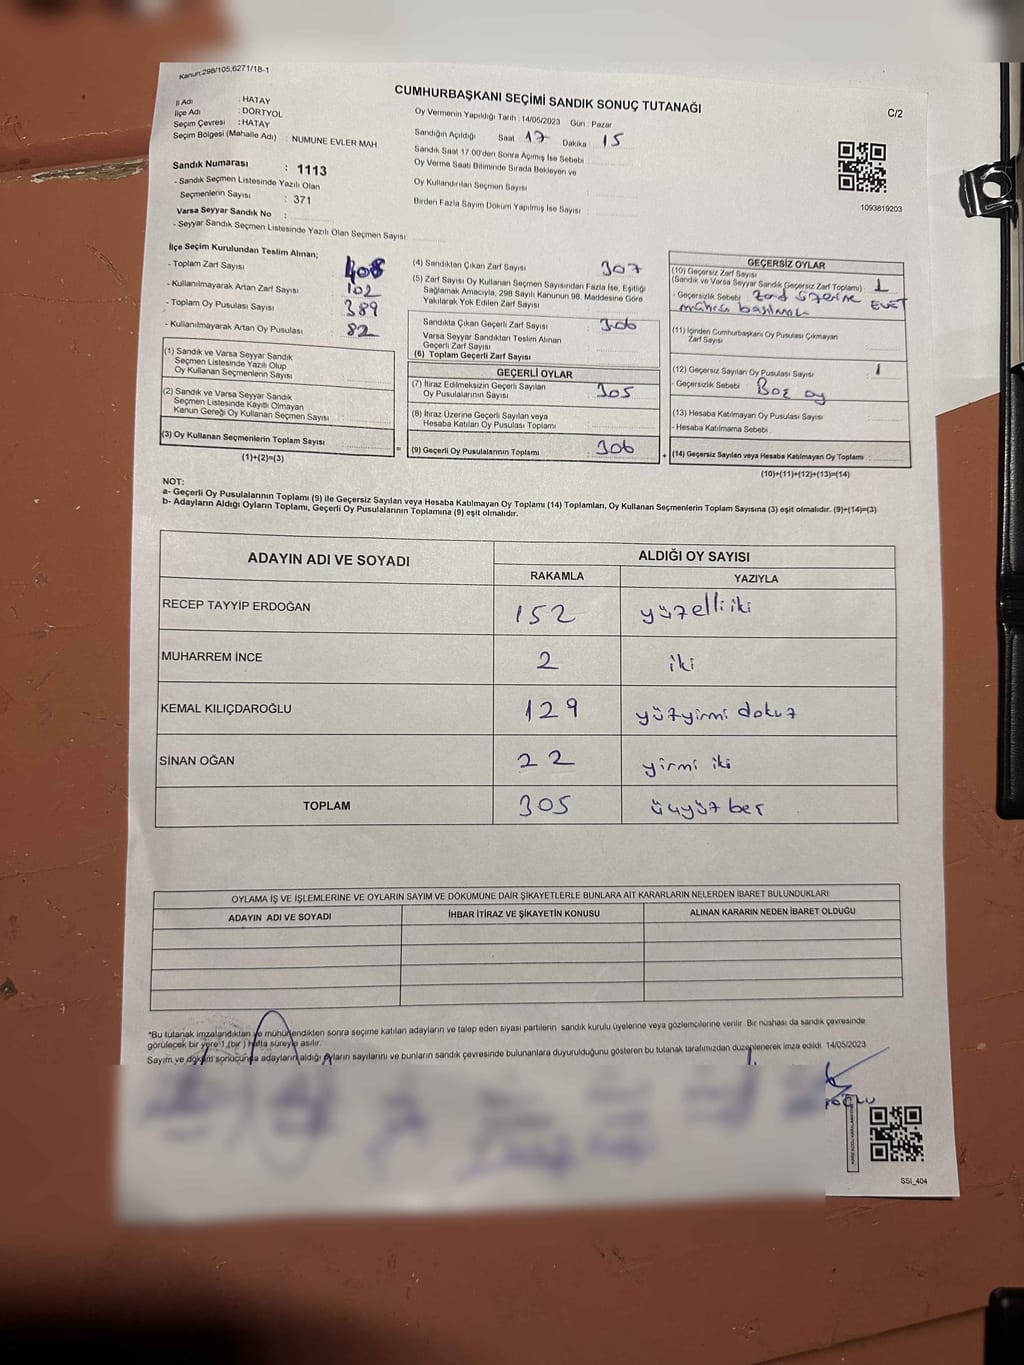 Kanun:298/105,6271/18-1
CUMHURBAŞKANI SEÇİMİ SANDIK SONUÇ TUTANAĞI
C/2
İl Adı : HATAY
İlçe Adı : DÖRTYOL
Seçim Çevresi : HATAY
Seçim Bölgesi (Mahalle Adı) : NUMUNE EVLER MAH
Sandık Numarası : 1113
- Sandık Seçmen Listesinde Yazılı Olan
Seçmenlerin Sayısı : 371
Varsa Seyyar Sandık No :
- Seyyar Sandık Seçmen Listesinde Yazılı Olan Seçmen Sayısı
Oy Vermenin Yapıldığı Tarih : 14/05/2023 Gün : Pazar
Sandığın Açıldığı Saat 17 Dakika 15
Sandık Saat 17:00'den Sonra Açımış İse Sebebi
Oy Verme Saati Bitiminde Sırada Bekleyen ve
Oy Kullandırılan Seçmen Sayısı
Birden Fazla Sayım Döküm Yapılmış İse Sayısı :
1093819203
İlçe Seçim Kurulundan Teslim Alınan;
- Toplam Zarf Sayısı 408
- Kullanılmayarak Artan Zarf Sayısı 102
- Toplam Oy Pusulası Sayısı 389
- Kullanılmayarak Artan Oy Pusulası 82
(1) Sandık ve Varsa Seyyar Sandık
Seçmen Listesinde Yazılı Olup
Oy Kullanan Seçmenlerin Sayısı
(2) Sandık ve Varsa Seyyar Sandık
Seçmen Listesinde Kayıtlı Olmayan
Kanun Gereği Oy Kullanan Seçmen Sayısı
(3) Oy Kullanan Seçmenlerin Toplam Sayısı
(1)+(2)=(3)
=
(4) Sandıktan Çıkan Zarf Sayısı 307
(5) Zarf Sayısı Oy Kullanan Seçmen Sayısından Fazla İse, Eşitliği
Sağlamak Amacıyla, 298 Sayılı Kanunun 98. Maddesine Göre
Yakılarak Yok Edilen Zarf Sayısı
Sandıkta Çıkan Geçerli Zarf Sayısı 306
Varsa Seyyar Sandıktan Teslim Alınan
Geçerli Zarf Sayısı
(6) Toplam Geçerli Zarf Sayısı
GEÇERLİ OYLAR
(7) İtiraz Edilmeksizin Geçerli Sayılan
Oy Pusulasının Sayısı 305
(8) İtiraz Üzerine Geçerli Sayılan veya
Hesaba Katılan Oy Pusulası Toplamı
(9) Geçerli Oy Pusulalarının Toplamı 306
+
GEÇERSİZ OYLAR
(10) Geçersiz Zarf Sayısı
(Sandık ve Varsa Seyyar Sandık Geçersiz Zarf Toplamı) : 1
- Geçersizlik Sebebi Zarf üzerine EVET
mührü basılması
(11) İçinden Cumhurbaşkanı Oy Pusulası Çıkmayan
Zarf Sayısı
(12) Geçersiz Sayılan Oy Pusulası Sayısı 1
- Geçersizlik Sebebi Boş oy
(13) Hesaba Katılmayan Oy Pusulası Sayısı
- Hesaba Katılmama Sebebi
(14) Geçersiz Sayılan veya Hesaba Katılmayan Oy Toplamı
(10)+(11)+(12)+(13)=(14)
NOT:
a- Geçerli Oy Pusulalarının Toplamı (9) ile Geçersiz Sayılan veya Hesaba Katılmayan Oy Toplamı (14) Toplamları, Oy Kullanan Seçmenlerin Toplam Sayısına (3) eşit olmalıdır. (9)+(14)=(3)
b- Adayların Aldığı Oyların Toplamı, Geçerli Oy Pusulalarının Toplamına (9) eşit olmalıdır.
ADAYIN ADI VE SOYADI ALDIĞI OY SAYISI
RAKAMLA YAZIYLA
RECEP TAYYİP ERDOĞAN 152 yüzelliiki
MUHARREM İNCE 2 iki
KEMAL KILIÇDAROĞLU 129 yüzyirmi dokuz
SİNAN OĞAN 22 yirmi iki
TOPLAM 305 üçyüz beş
OYLAMA İŞ VE İŞLEMLERİNE VE OYLARIN SAYIM VE DÖKÜMÜNE DAİR ŞİKAYETLERLE BUNLARA AİT KARARLARIN NELERDEN İBARET BULUNDUKLARI
ADAYIN ADI VE SOYADI İHBAR İTİRAZ VE ŞİKAYETİN KONUSU ALINAN KARARIN NEDEN İBARET OLDUĞU
*Bu tutanak imzalandıktan ve mühürlendikten sonra seçime katılan adayların ve talep eden siyasi partilerin sandık kurulu üyelerine veya gözlemcilerine verilir. Bir nüshası da sandık çevresinde
görülecek bir yere 1 (bir) hafta süreyle asılır.
Sayım ve döküm sonucunda adayların aldığı oyların sayılarını ve bunların sandık çevresinde bulunanlara duyurulduğunu gösteren bu tutanak tarafımızdan düzenlenerek imza edildi. 14/05/2023
SSI_404